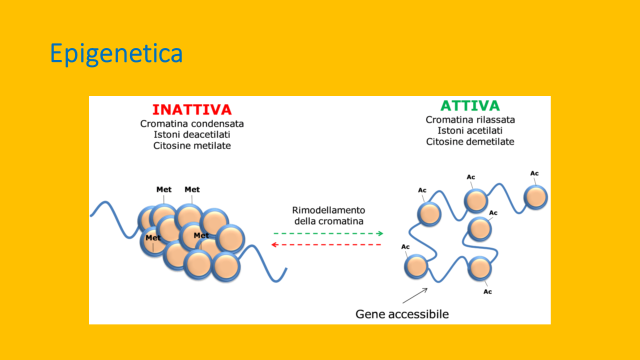 Epigenetica
INATTIVA
Cromatina condensata
Istoni deacetilati
Citosine metilate
ATTIVA
Cromatina rilassata
Istoni acetilati
Citosine demetilate
Met Met
Met Met
Rimodellamento
della cromatina
Ac
Ac
Ac
Ac
Ac
Ac
Gene accessibile